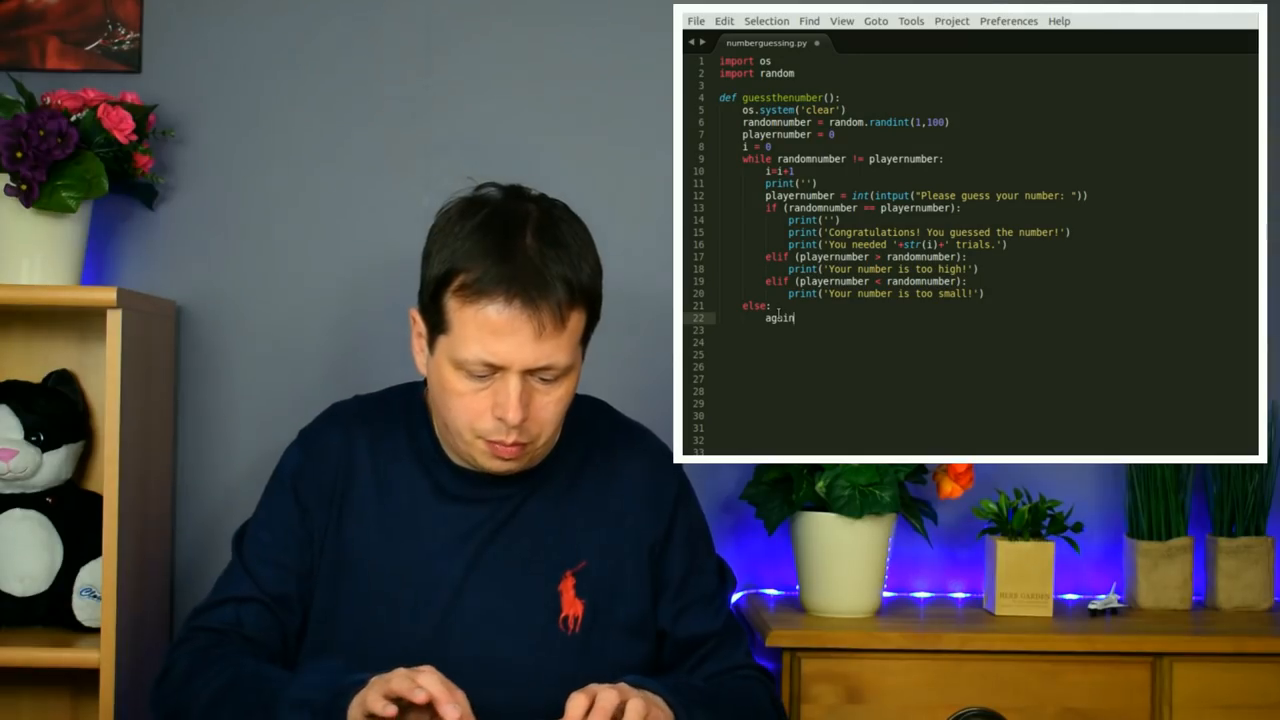 File Edit Selection Find View Goto Tools Project Preferences Help
numberguessing.py
1 import os
2 import random
3
4 def guessthenumber():
5 os.system('clear')
6 randomnumber = random.randint(1,100)
7 playernumber = 0
8 i = 0
9 while randomnumber != playernumber:
10 i=i+1
11 print('')
12 playernumber = int(intput("Please guess your number: "))
13 if (randomnumber == playernumber):
14 print('')
15 print('Congratulations! You guessed the number!')
16 print('You needed '+str(i)+' trials.')
17 elif (playernumber > randomnumber):
18 print('Your number is too high!')
19 elif (playernumber < randomnumber):
20 print('Your number is too small!')
21 else:
22 again
23
24
25
26
27
28
29
30
31
32
33
HERB GARDEN